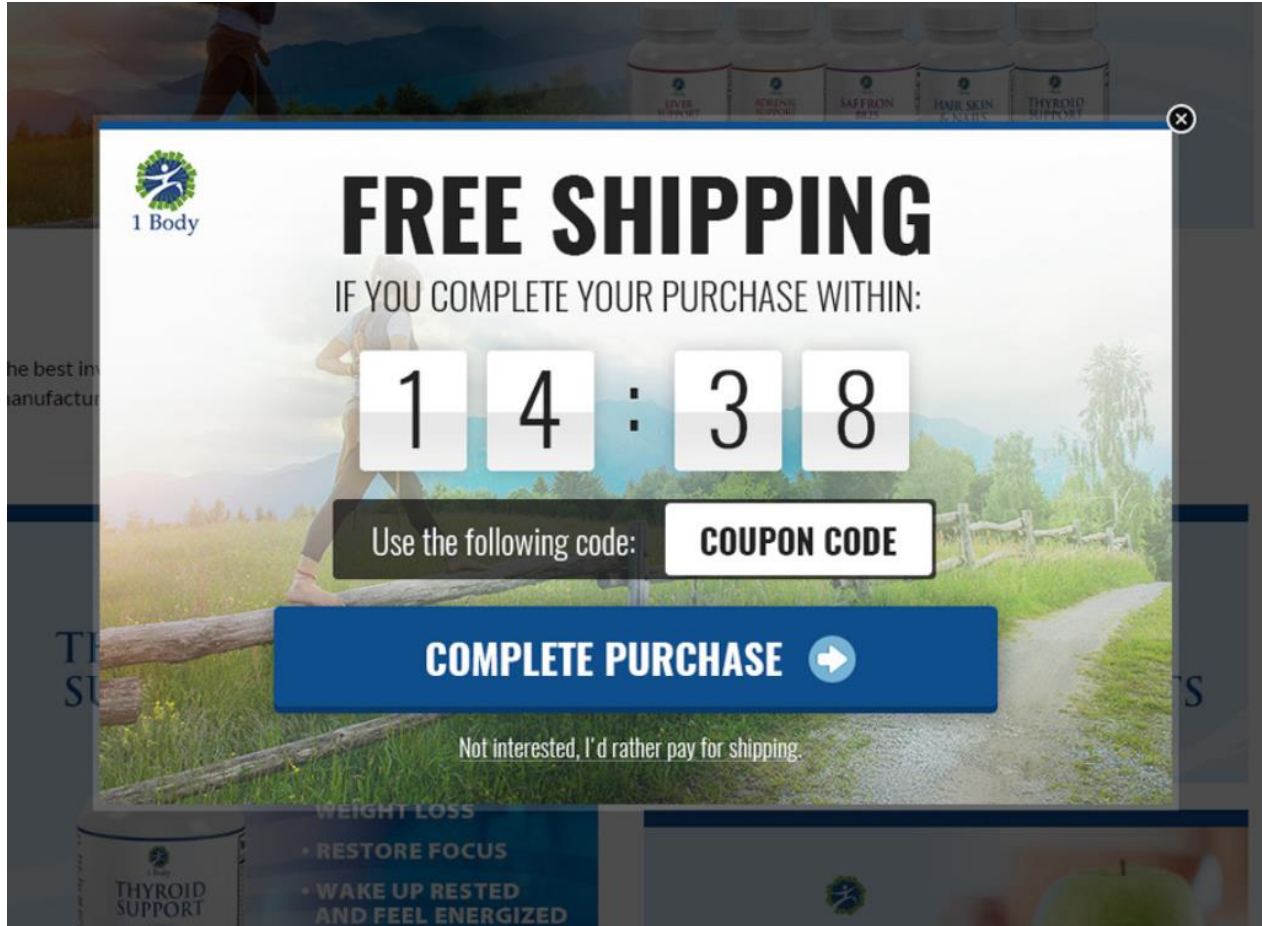 LIVER
SUPPORT
ADRENAL
SUPPORT
SAFFRON
8825
HAIR SKIN
& NAILS
THYROID
SUPPORT
1 Body
FREE SHIPPING
IF YOU COMPLETE YOUR PURCHASE WITHIN:
14:38
he best in
anufactur
Use the following code: COUPON CODE
COMPLETE PURCHASE
Not interested, I'd rather pay for shipping.
TH
SU
TS
WEIGHT LOSS
• RESTORE FOCUS
• WAKE UP RESTED
AND FEEL ENERGIZED
1 Body
THYROID
SUPPORT